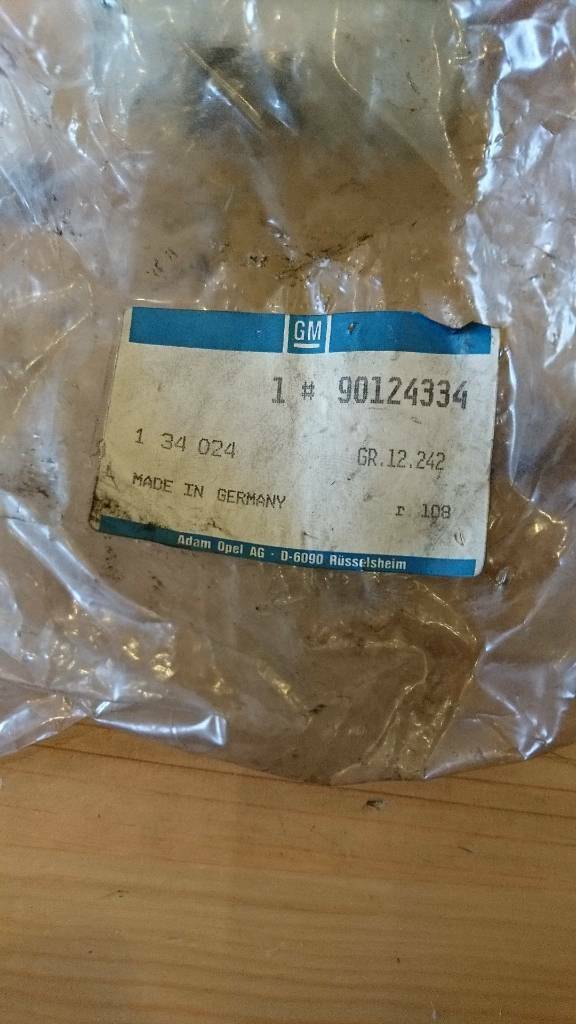 GM
1 # 90124334
1 34 024 GR.12.242
MADE IN GERMANY r 108
Adam Opel AG · D-6090 Rüsselsheim